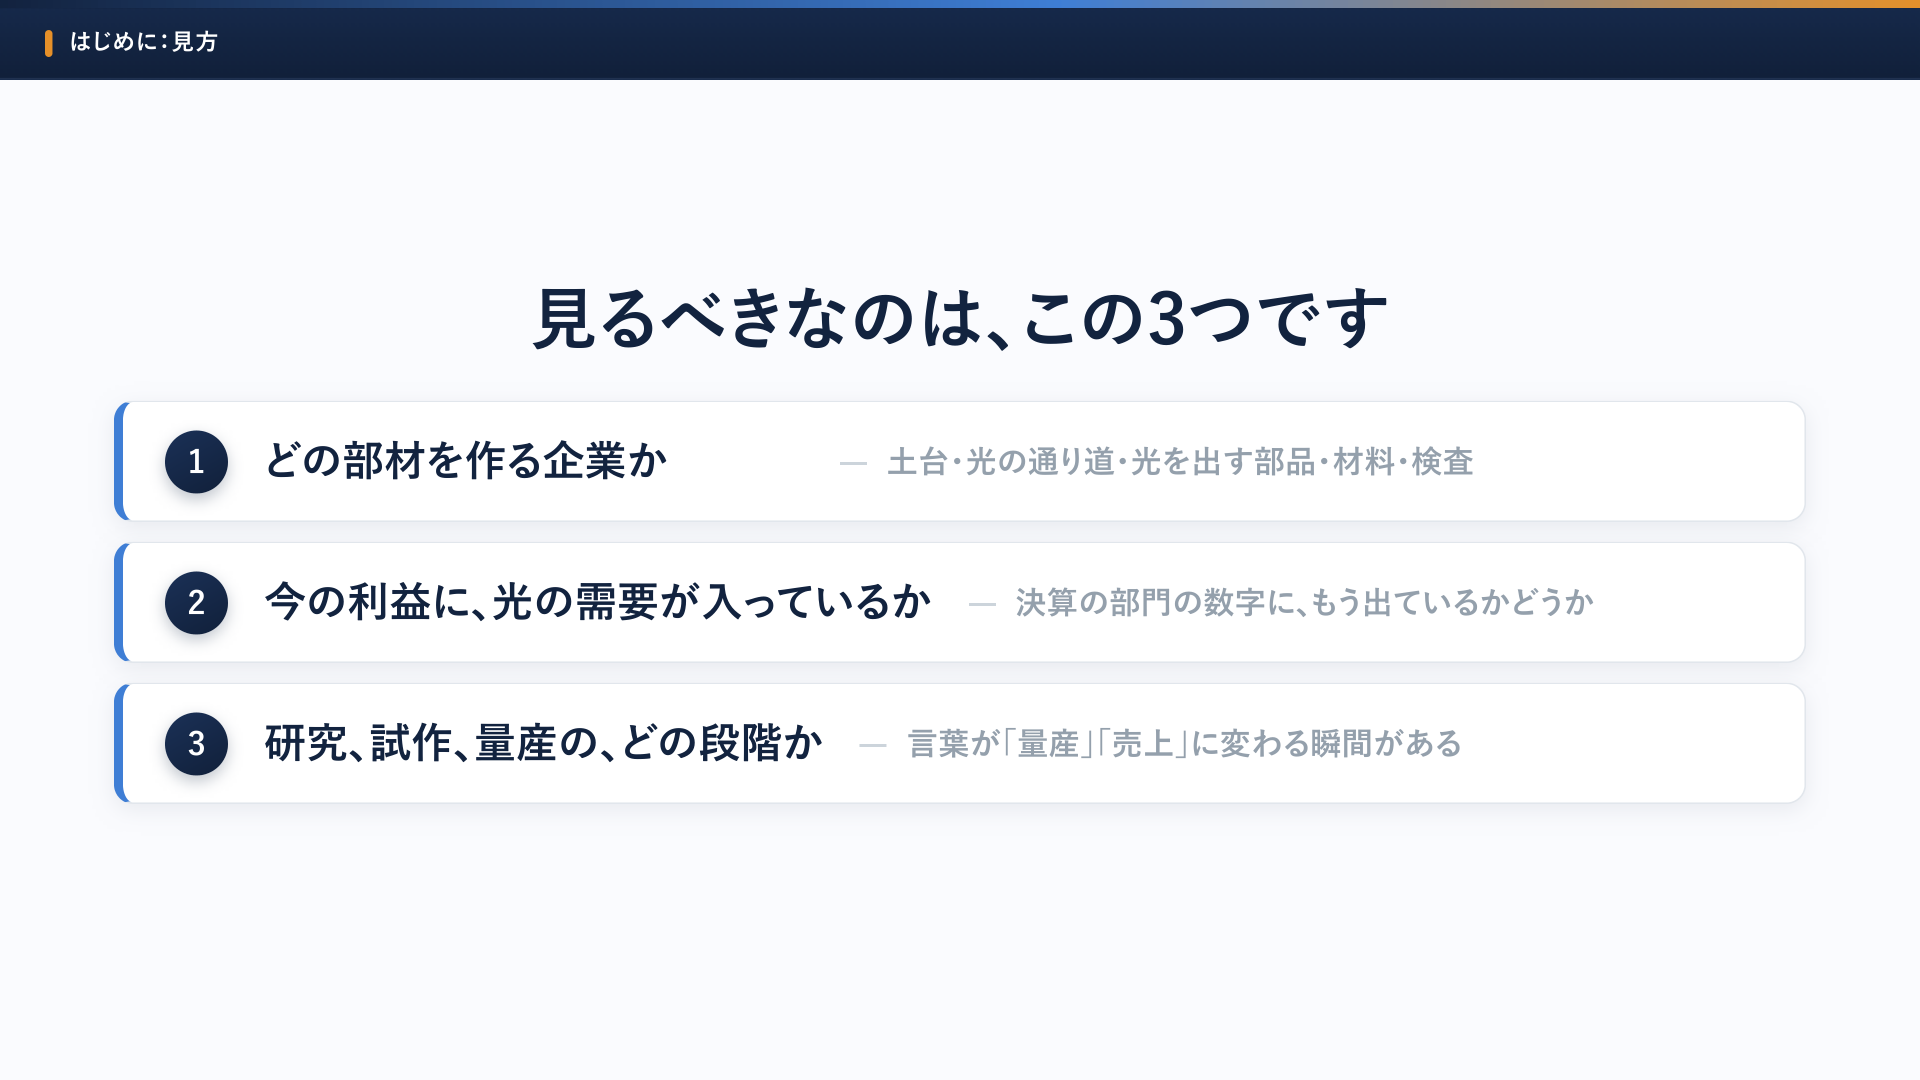 はじめに：見方
見るべきなのは、この3つです
1 どの部材を作る企業か — 土台・光の通り道・光を出す部品・材料・検査
2 今の利益に、光の需要が入っているか — 決算の部門の数字に、もう出ているかどうか
3 研究、試作、量産の、どの段階か — 言葉が「量産」「売上」に変わる瞬間がある